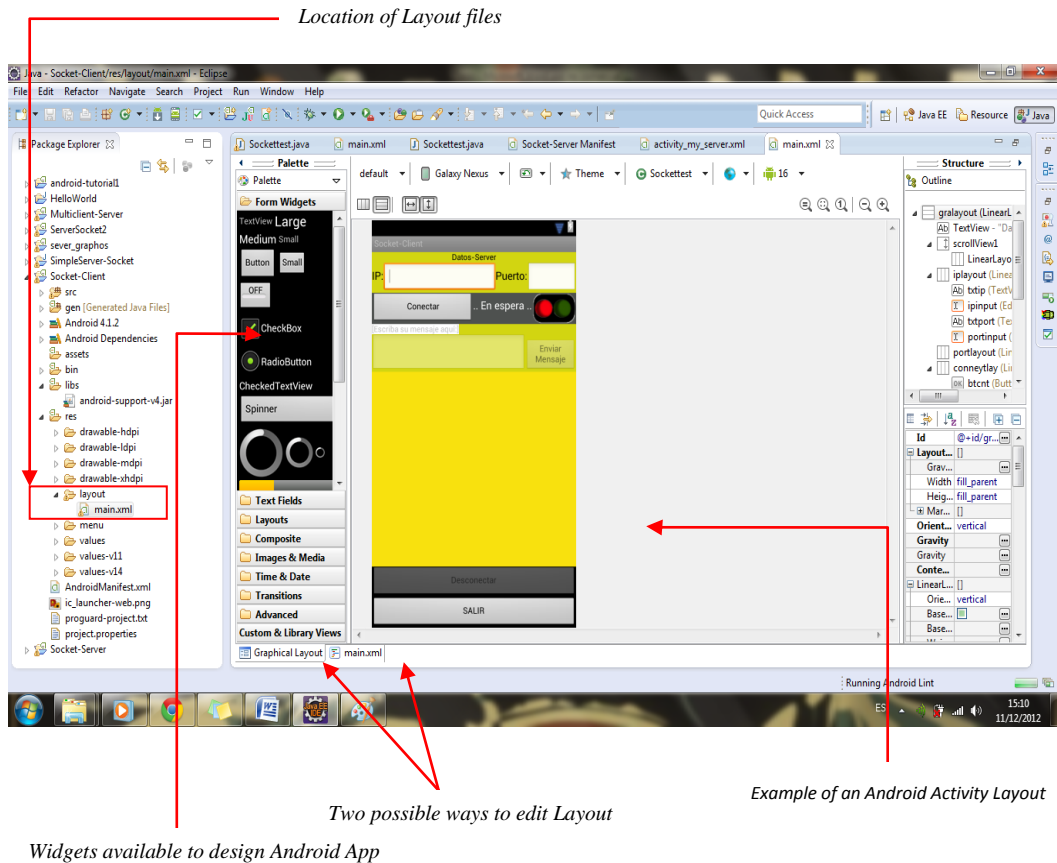 Location of Layout files
Java - Socket-Client/res/layout/main.xml - Eclipse
File Edit Refactor Navigate Search Project Run Window Help
Quick Access
Java EE Resource Java
Package Explorer
android-tutorial1
HelloWorld
Multiclient-Server
ServerSocket2
sever_graphos
SimpleServer-Socket
Socket-Client
src
gen [Generated Java Files]
Android 4.1.2
Android Dependencies
assets
bin
libs
android-support-v4.jar
res
drawable-hdpi
drawable-ldpi
drawable-mdpi
drawable-xhdpi
layout
main.xml
menu
values
values-v11
values-v14
AndroidManifest.xml
ic_launcher-web.png
proguard-project.txt
project.properties
Socket-Server
Sockettest.java main.xml Sockettest.java Socket-Server Manifest activity_my_server.xml main.xml
Palette
Palette
Form Widgets
TextView Large
Medium Small
Button Small
OFF
CheckBox
RadioButton
CheckedTextView
Spinner
Text Fields
Layouts
Composite
Images & Media
Time & Date
Transitions
Advanced
Custom & Library Views
default Galaxy Nexus Theme Sockettest 16
Socket-Client
Datos-Server
IP: Puerto:
Conectar .. En espera ..
Escriba su mensaje aqui
Enviar
Mensaje
Desconectar
SALIR
Graphical Layout main.xml
Structure
Outline
gralayout (LinearL
TextView - "Da
scrollView1
LinearLayo
iplayout (Linea
txtip (TextV
ipinput (Ed
txtport (Te
portinput (
portlayout (Lir
conneytlay (Li
btcnt (Butt
Id @+id/gr...
Layout... []
Grav...
Width fill_parent
Heig... fill_parent
Mar... []
Orient... vertical
Gravity
Gravity
Conte...
LinearL... []
Orie... vertical
Base...
Base...
Running Android Lint
ES 15:10
11/12/2012
Example of an Android Activity Layout
Two possible ways to edit Layout
Widgets available to design Android App